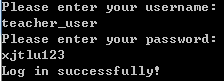 Please enter your username:
teacher_user
Please enter your password:
xjtlu123
Log in successfully!